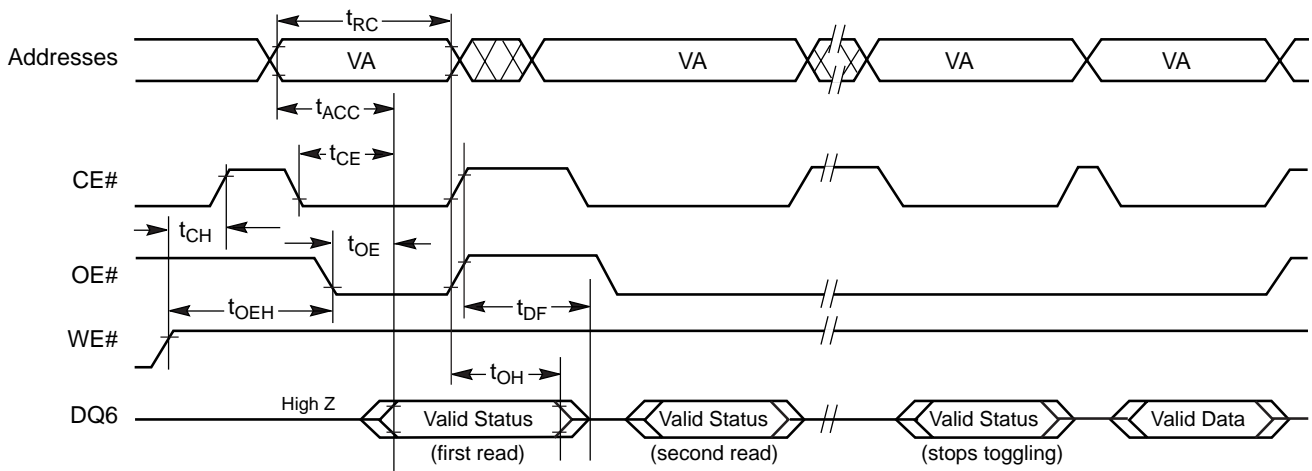 tRC
Addresses VA VA VA VA
tACC
tCE
CE#
tCH tOE
OE#
tOEH tDF
WE#
tOH
High Z
DQ6 Valid Status Valid Status Valid Status Valid Data
(first read) (second read) (stops toggling)